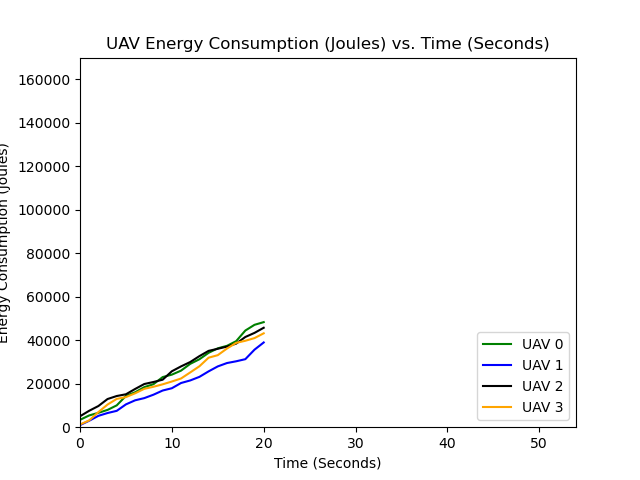 UAV Energy Consumption (Joules) vs. Time (Seconds)
160000
140000
120000
100000
80000
60000
40000
20000
0
Energy Consumption (Joules)
0 10 20 30 40 50
Time (Seconds)
UAV 0
UAV 1
UAV 2
UAV 3